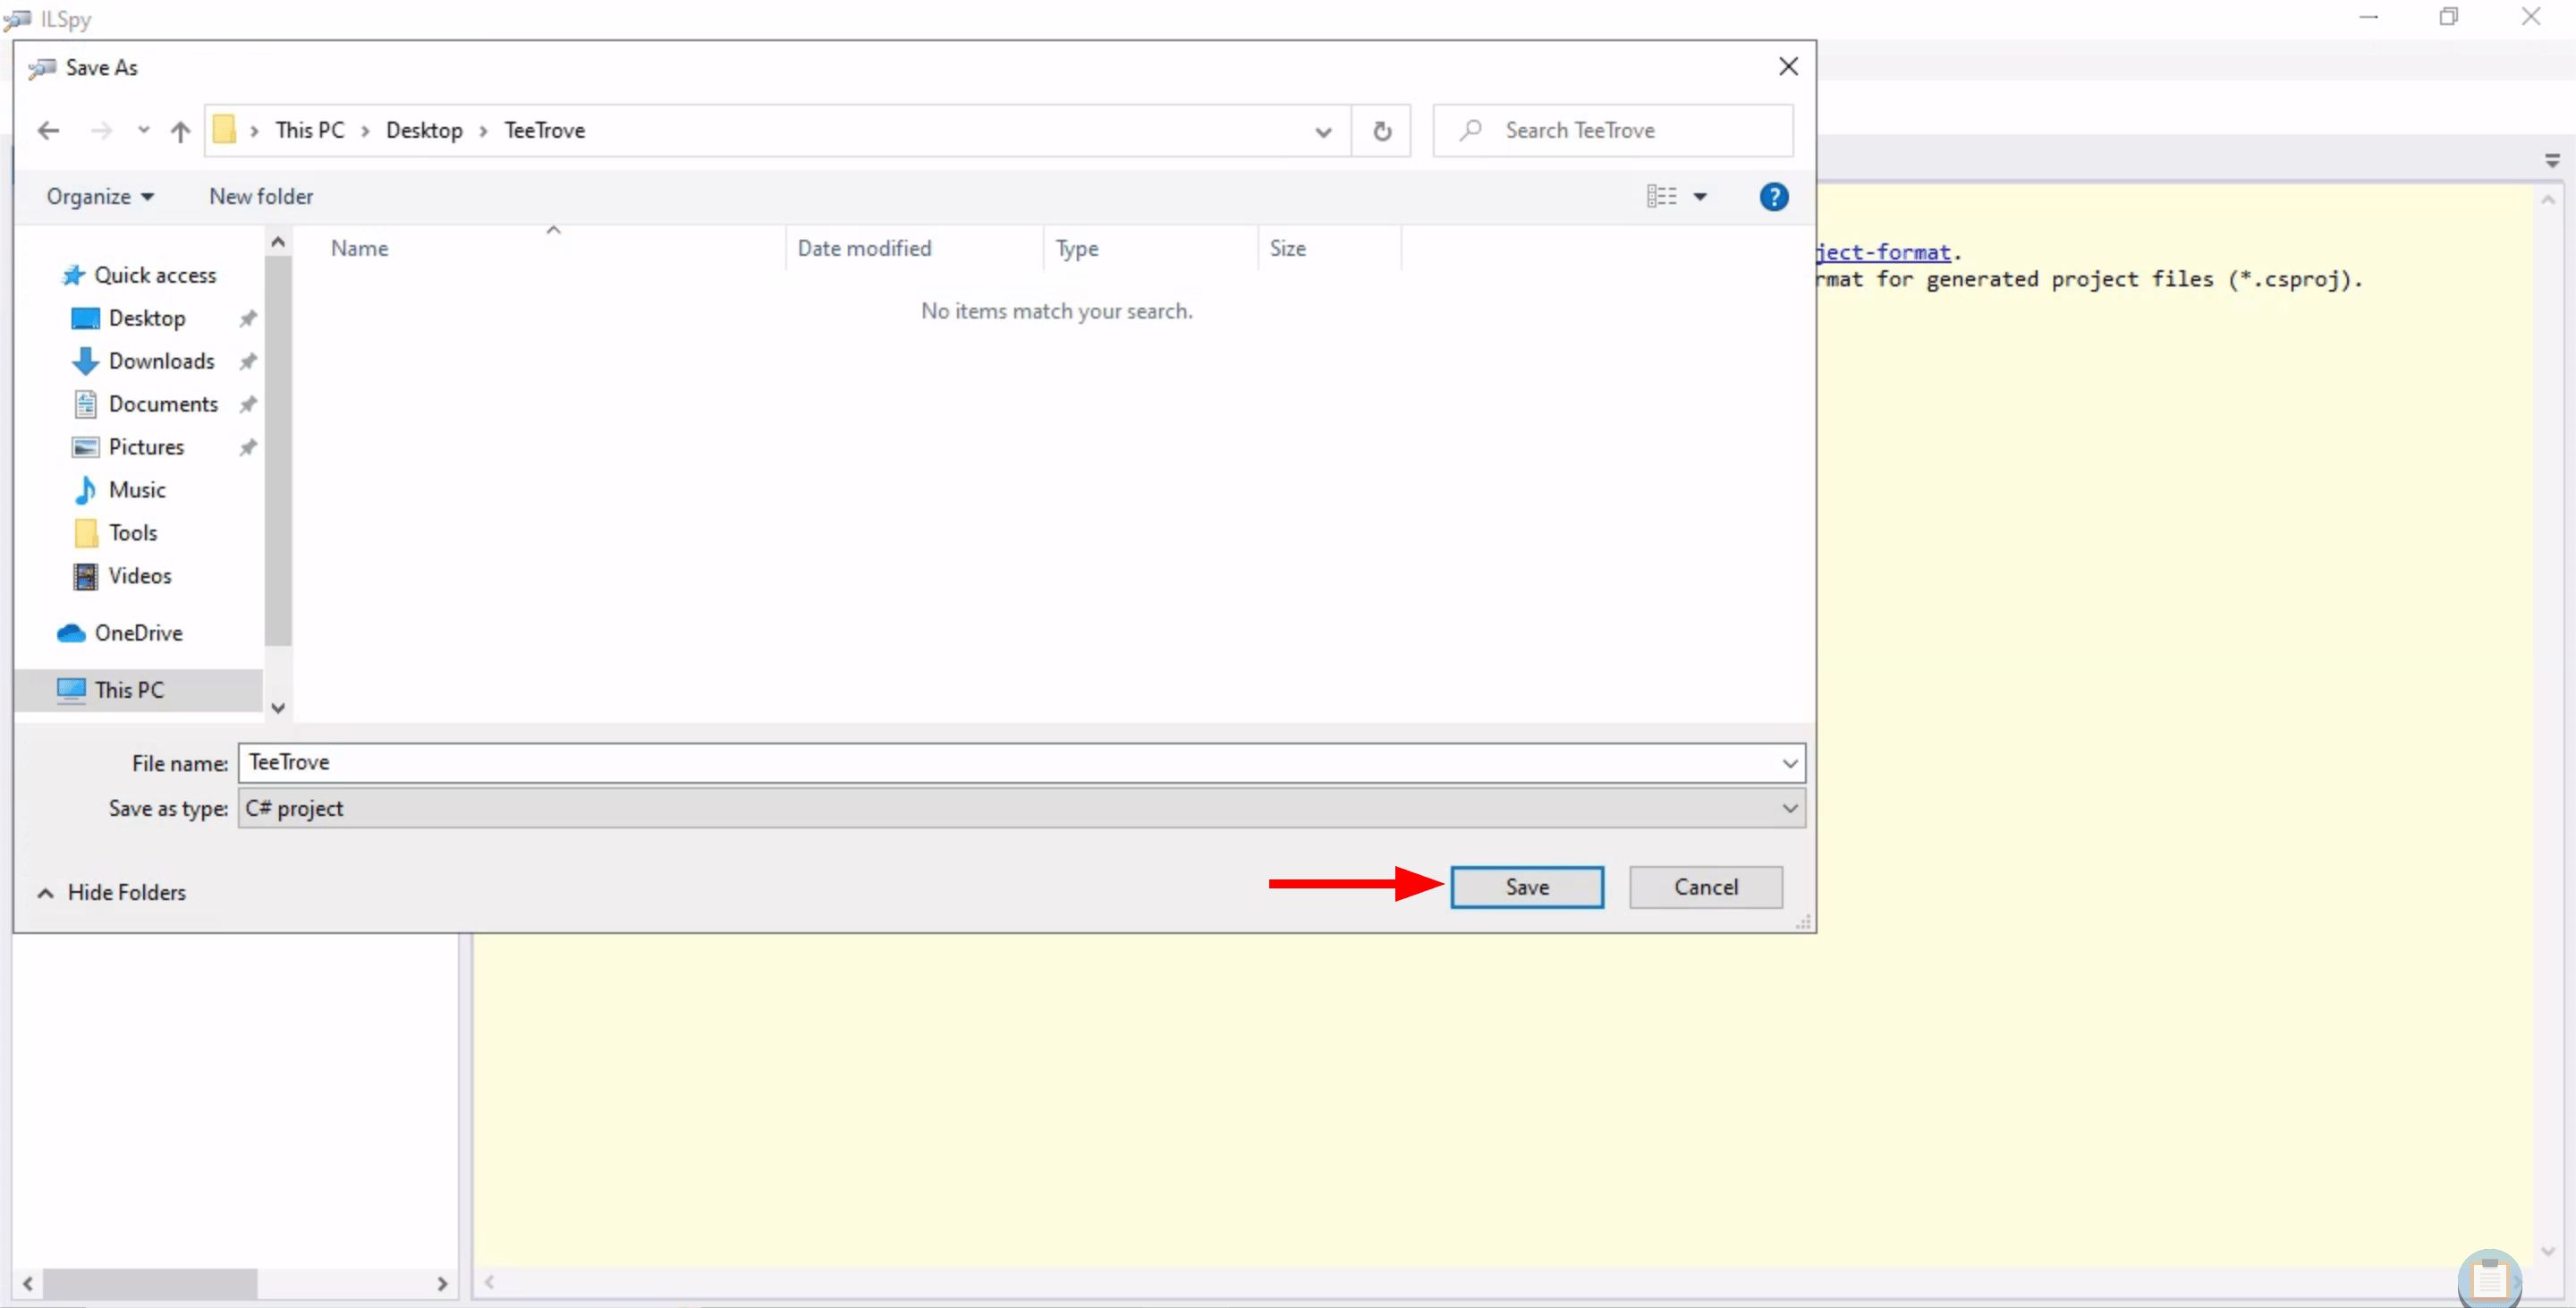 ILSpy
Save As
This PC > Desktop > TeeTrove
Search TeeTrove
Organize
New folder
?
Name
Date modified
Type
Size
No items match your search.
Quick access
Desktop
Downloads
Documents
Pictures
Music
Tools
Videos
OneDrive
This PC
ject-format.
rmat for generated project files (*.csproj).
File name: TeeTrove
Save as type: C# project
Hide Folders
Save
Cancel